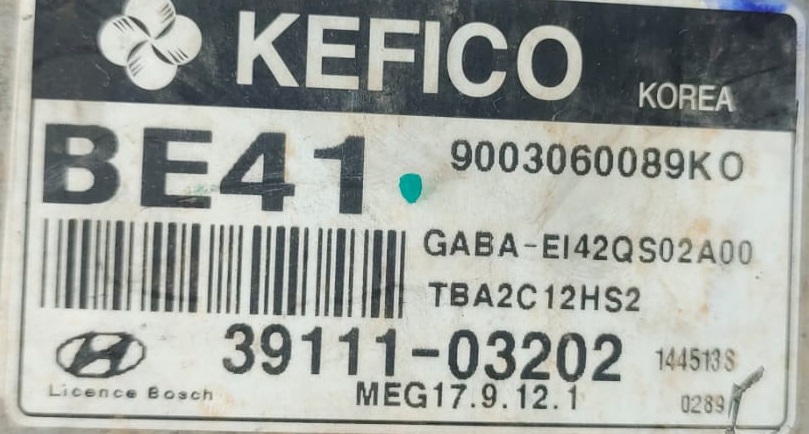 KEFICO
KOREA
BE41
9003060089KO
GABA-EI42QS02A00
TBA2C12HS2
39111-03202
144513S
Licence Bosch
MEG17.9.12.1
0289